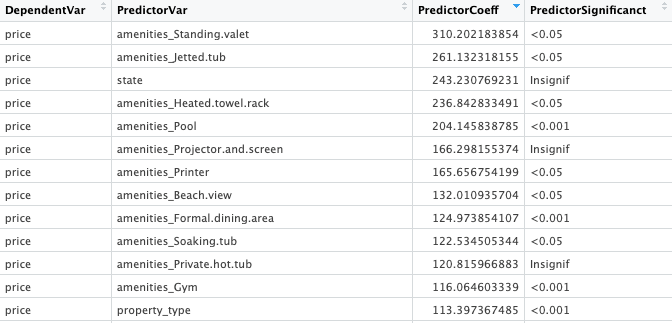 DependentVar PredictorVar PredictorCoeff PredictorSignificanct
price amenities_Standing.valet 310.202183854 <0.05
price amenities_Jetted.tub 261.132318155 <0.05
price state 243.230769231 Insignif
price amenities_Heated.towel.rack 236.842833491 <0.05
price amenities_Pool 204.145838785 <0.001
price amenities_Projector.and.screen 166.298155374 Insignif
price amenities_Printer 165.656754199 <0.05
price amenities_Beach.view 132.010935704 <0.05
price amenities_Formal.dining.area 124.973854107 <0.001
price amenities_Soaking.tub 122.534505344 <0.05
price amenities_Private.hot.tub 120.815966883 Insignif
price amenities_Gym 116.064603339 <0.001
price property_type 113.397367485 <0.001